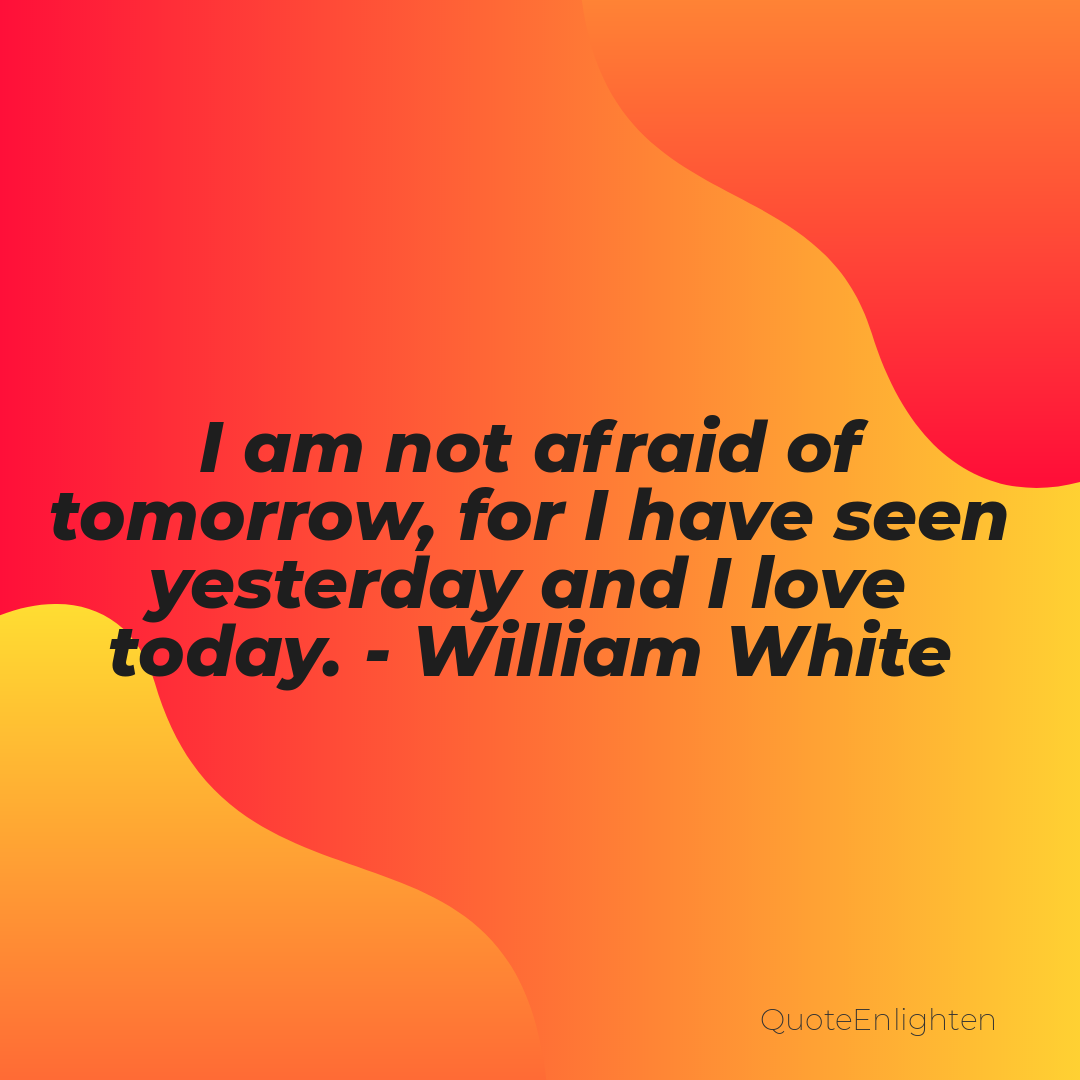 I am not afraid of
tomorrow, for I have seen
yesterday and I love
today. - William White
QuoteEnlighten